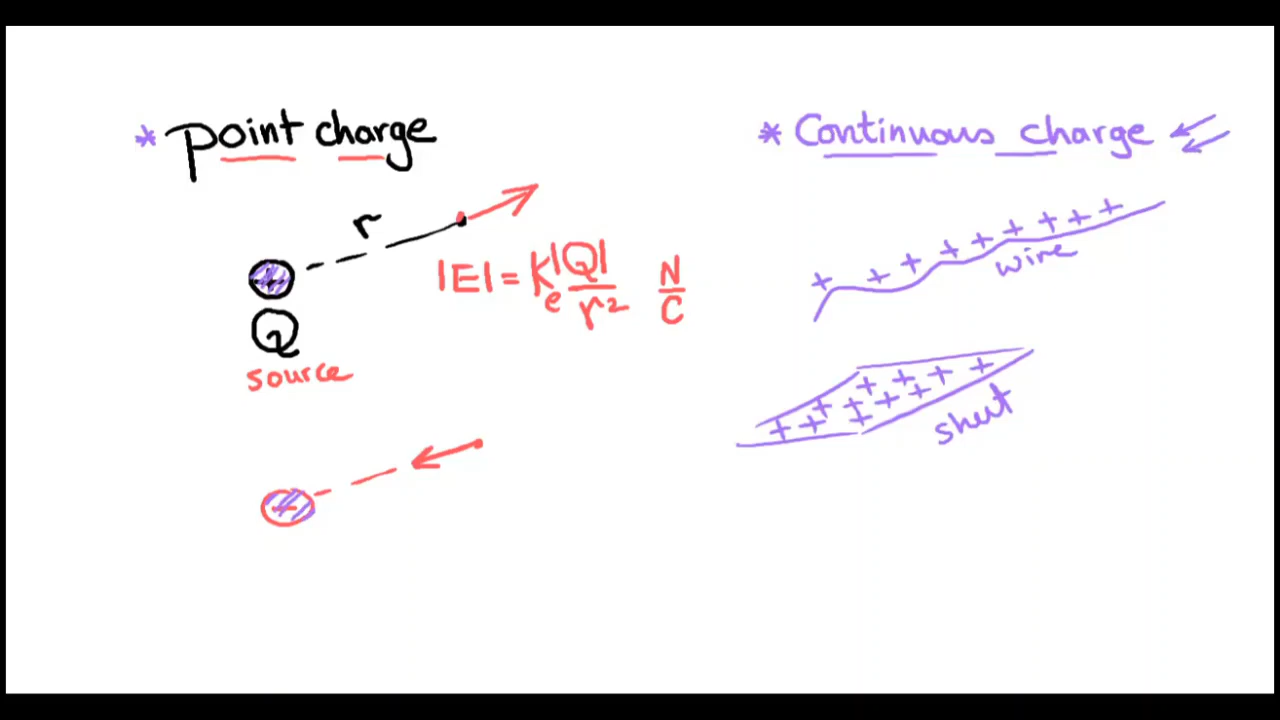 * point charge
r
|E| = k_e |Q| / r² N/C
Q
source
* Continuous charge
+ + + + + + + + +
wire
+ + + + + + + + + + + +
sheet